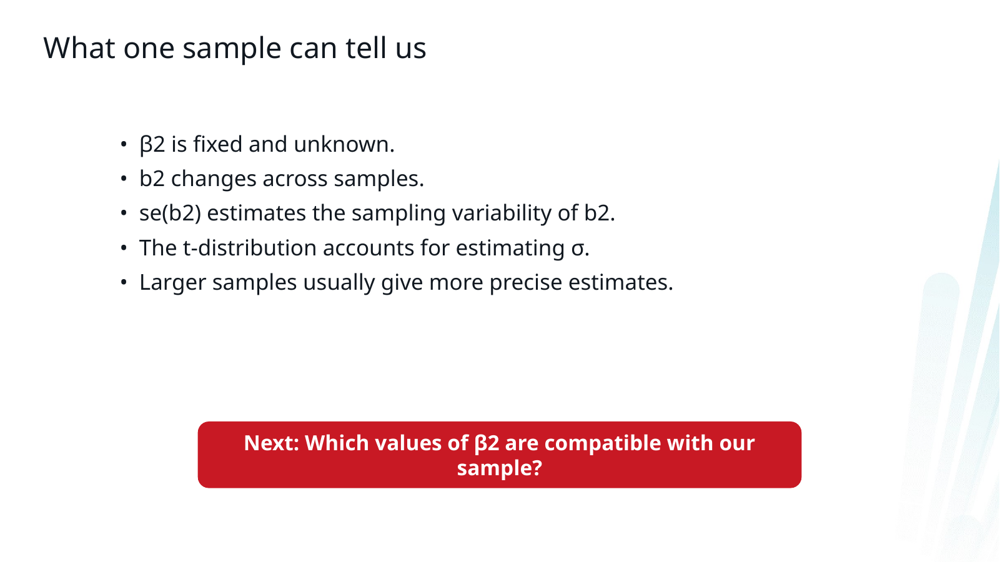 What one sample can tell us
• β2 is fixed and unknown.
• b2 changes across samples.
• se(b2) estimates the sampling variability of b2.
• The t-distribution accounts for estimating σ.
• Larger samples usually give more precise estimates.
Next: Which values of β2 are compatible with our
sample?